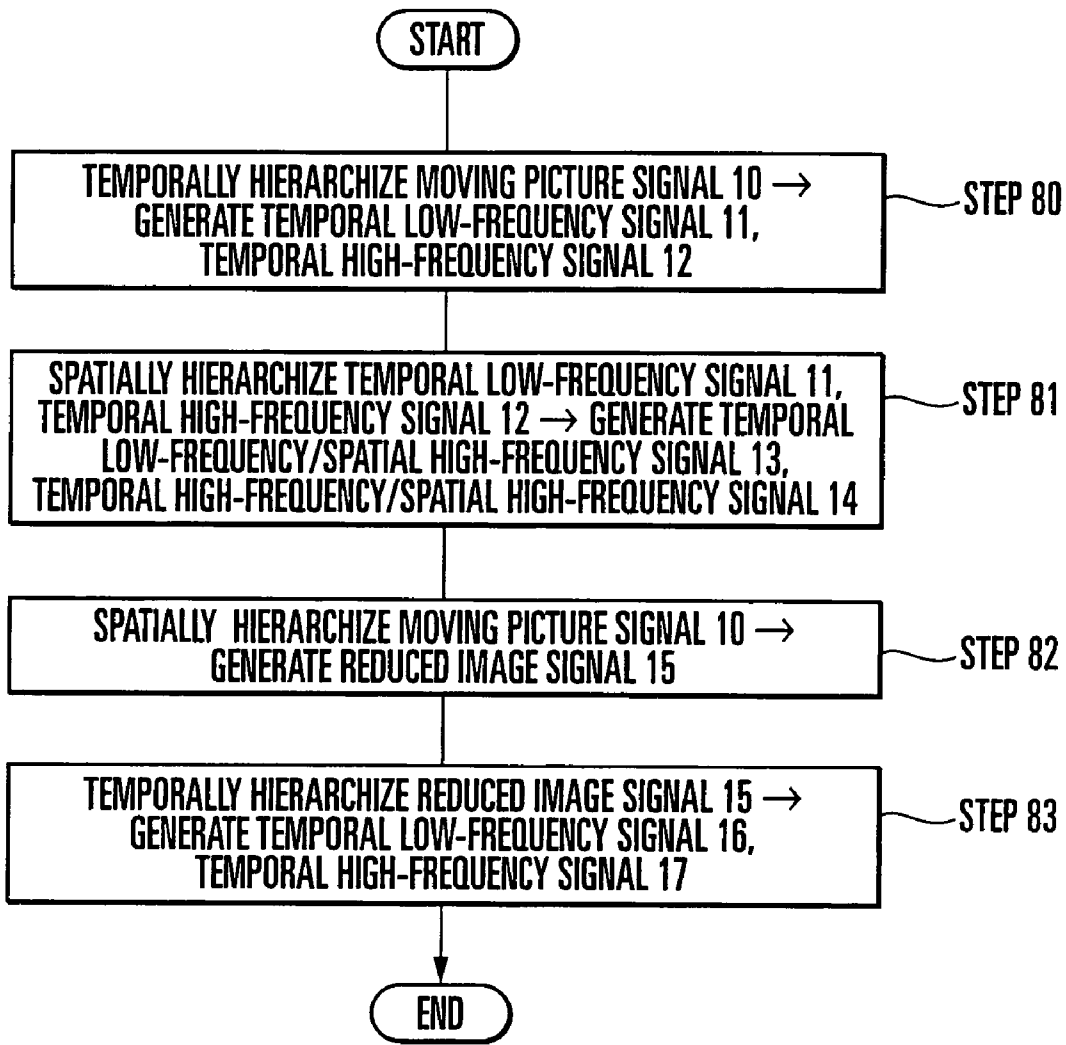 START
TEMPORALLY HIERARCHIZE MOVING PICTURE SIGNAL 10 →
GENERATE TEMPORAL LOW-FREQUENCY SIGNAL 11,
TEMPORAL HIGH-FREQUENCY SIGNAL 12
STEP 80
SPATIALLY HIERARCHIZE TEMPORAL LOW-FREQUENCY SIGNAL 11,
TEMPORAL HIGH-FREQUENCY SIGNAL 12 → GENERATE TEMPORAL
LOW-FREQUENCY/SPATIAL HIGH-FREQUENCY SIGNAL 13,
TEMPORAL HIGH-FREQUENCY/SPATIAL HIGH-FREQUENCY SIGNAL 14
STEP 81
SPATIALLY HIERARCHIZE MOVING PICTURE SIGNAL 10 →
GENERATE REDUCED IMAGE SIGNAL 15
STEP 82
TEMPORALLY HIERARCHIZE REDUCED IMAGE SIGNAL 15 →
GENERATE TEMPORAL LOW-FREQUENCY SIGNAL 16,
TEMPORAL HIGH-FREQUENCY SIGNAL 17
STEP 83
END